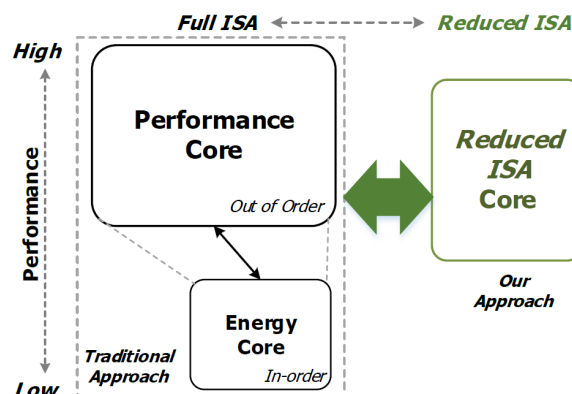 Full ISA
Reduced ISA
High
Performance
Performance
Core
Out of Order
Reduced
ISA
Core
Our
Approach
Energy
Core
In-order
Traditional
Approach
Low